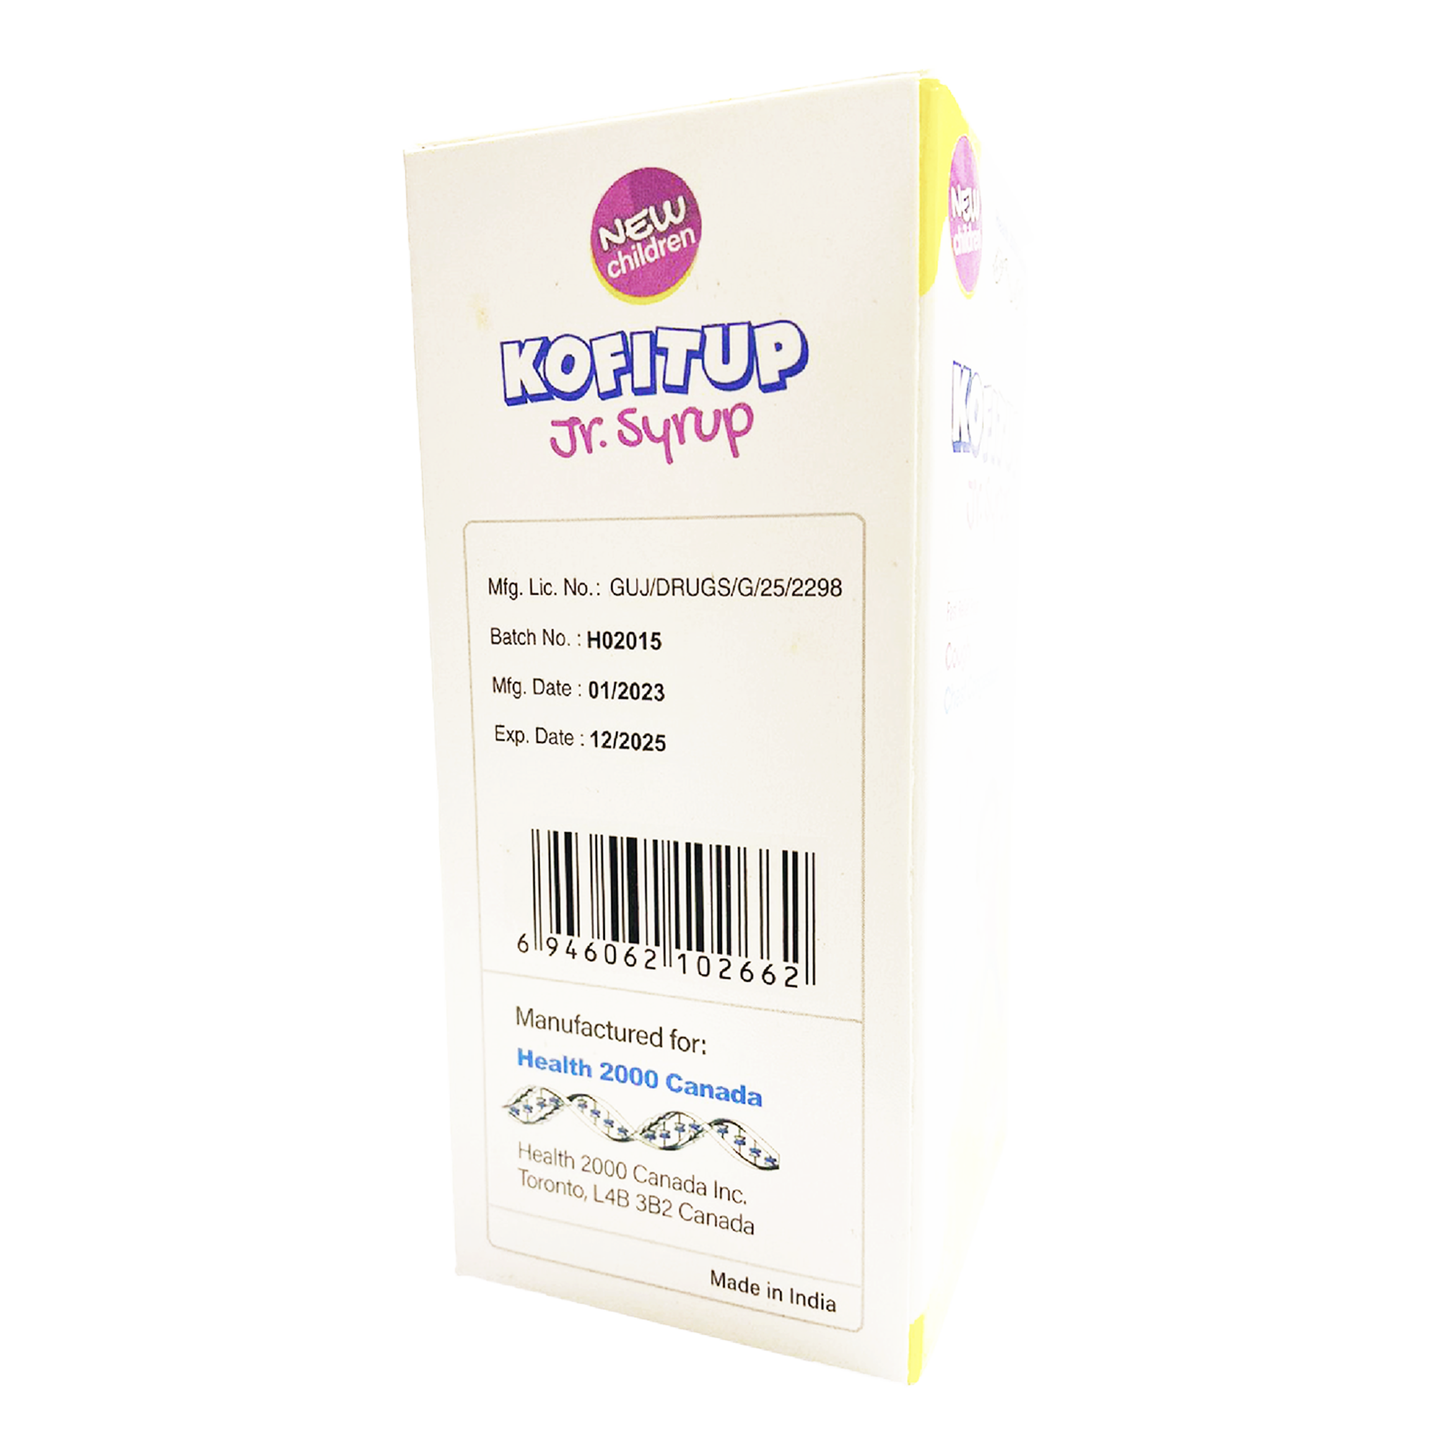 NEW
children
KOFITUP
Jr. Syrup
Mfg. Lic. No.: GUJ/DRUGS/G/25/2298
Batch No. : H02015
Mfg. Date : 01/2023
Exp. Date : 12/2025
6 946062 102662
Manufactured for:
Health 2000 Canada
Health 2000 Canada Inc.
Toronto, L4B 3B2 Canada
Made in India
NEW
children